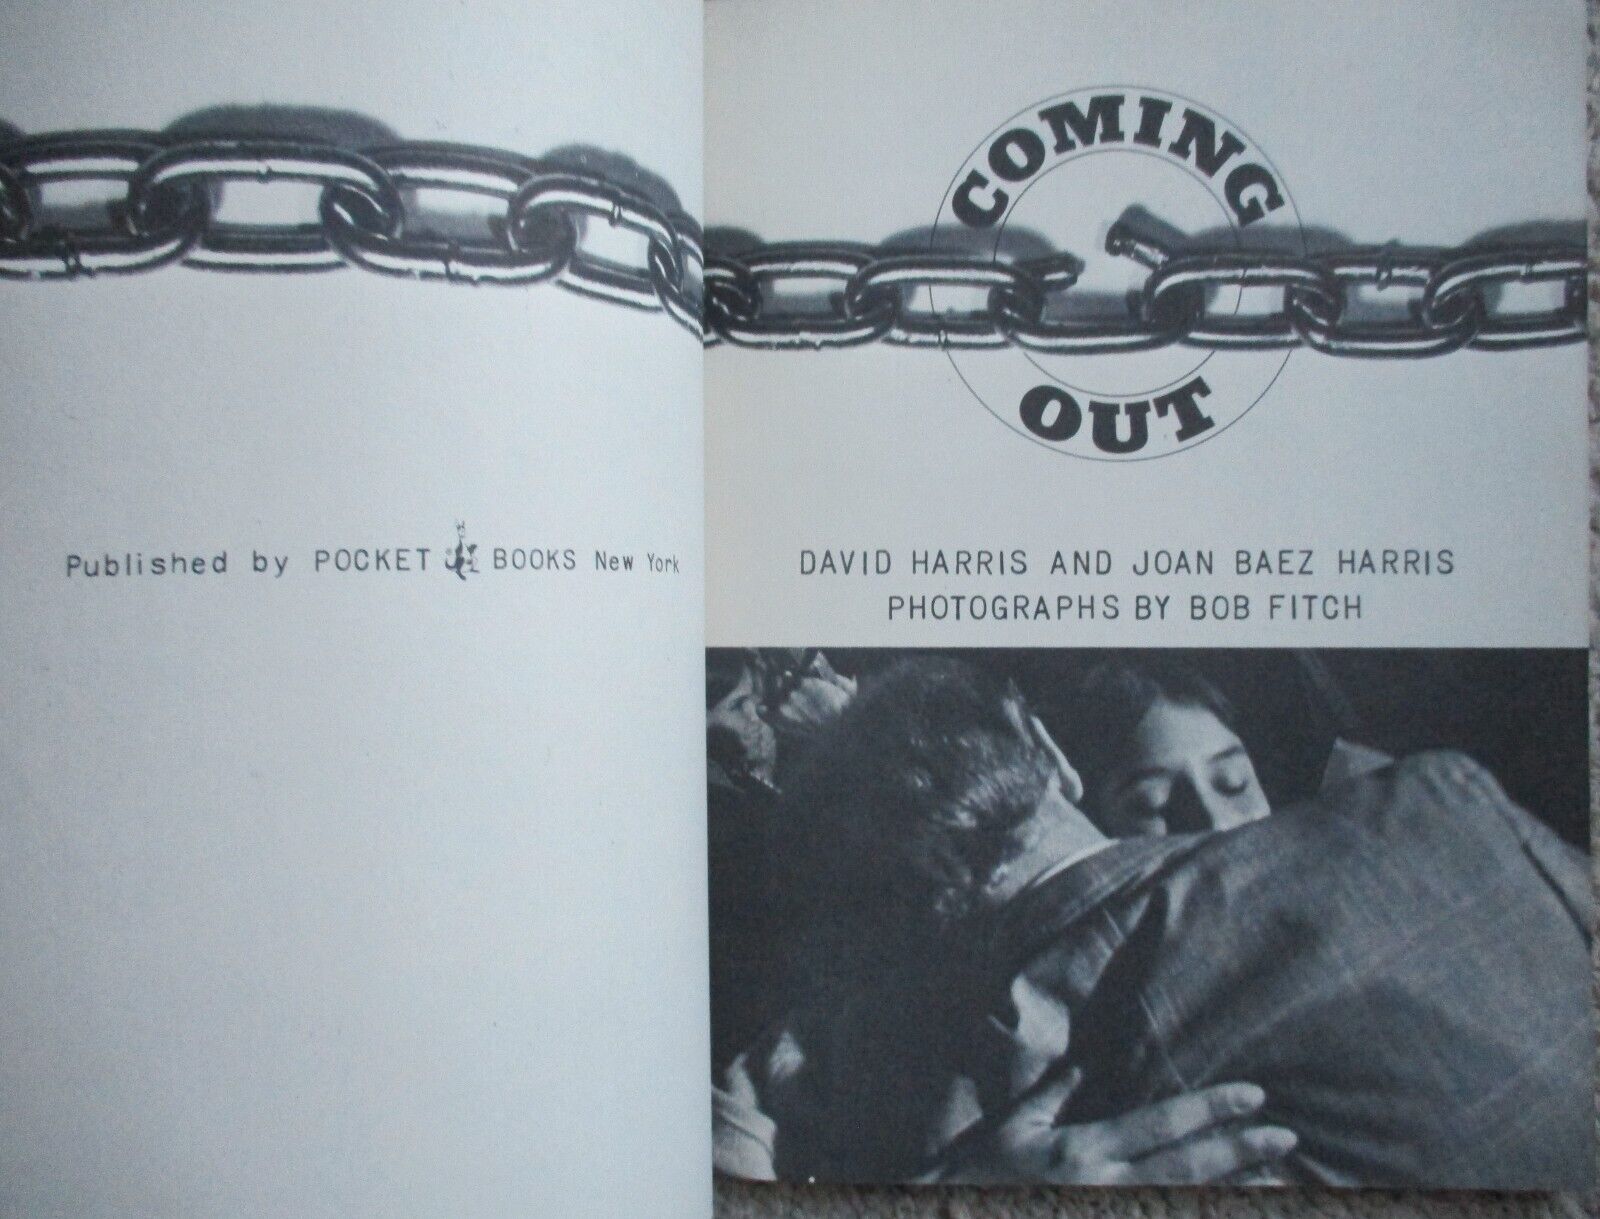 Published by POCKET BOOKS New York
COMING
OUT
DAVID HARRIS AND JOAN BAEZ HARRIS
PHOTOGRAPHS BY BOB FITCH